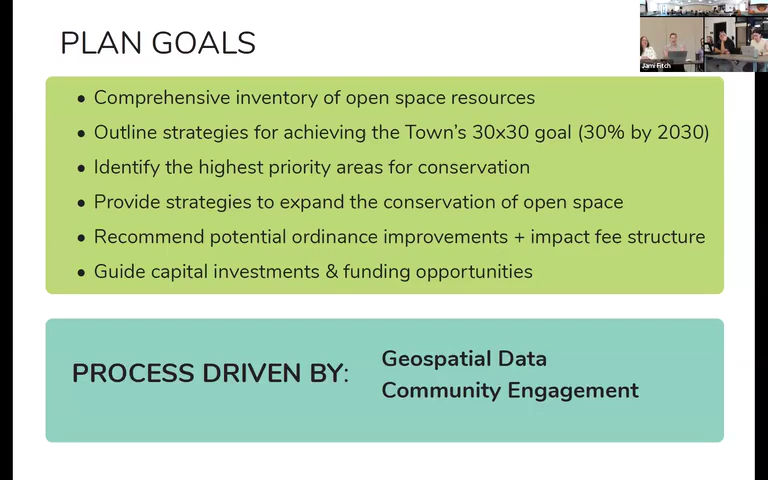 PLAN GOALS
Jami Fitch
• Comprehensive inventory of open space resources
• Outline strategies for achieving the Town's 30x30 goal (30% by 2030)
• Identify the highest priority areas for conservation
• Provide strategies to expand the conservation of open space
• Recommend potential ordinance improvements + impact fee structure
• Guide capital investments & funding opportunities
PROCESS DRIVEN BY:
Geospatial Data
Community Engagement